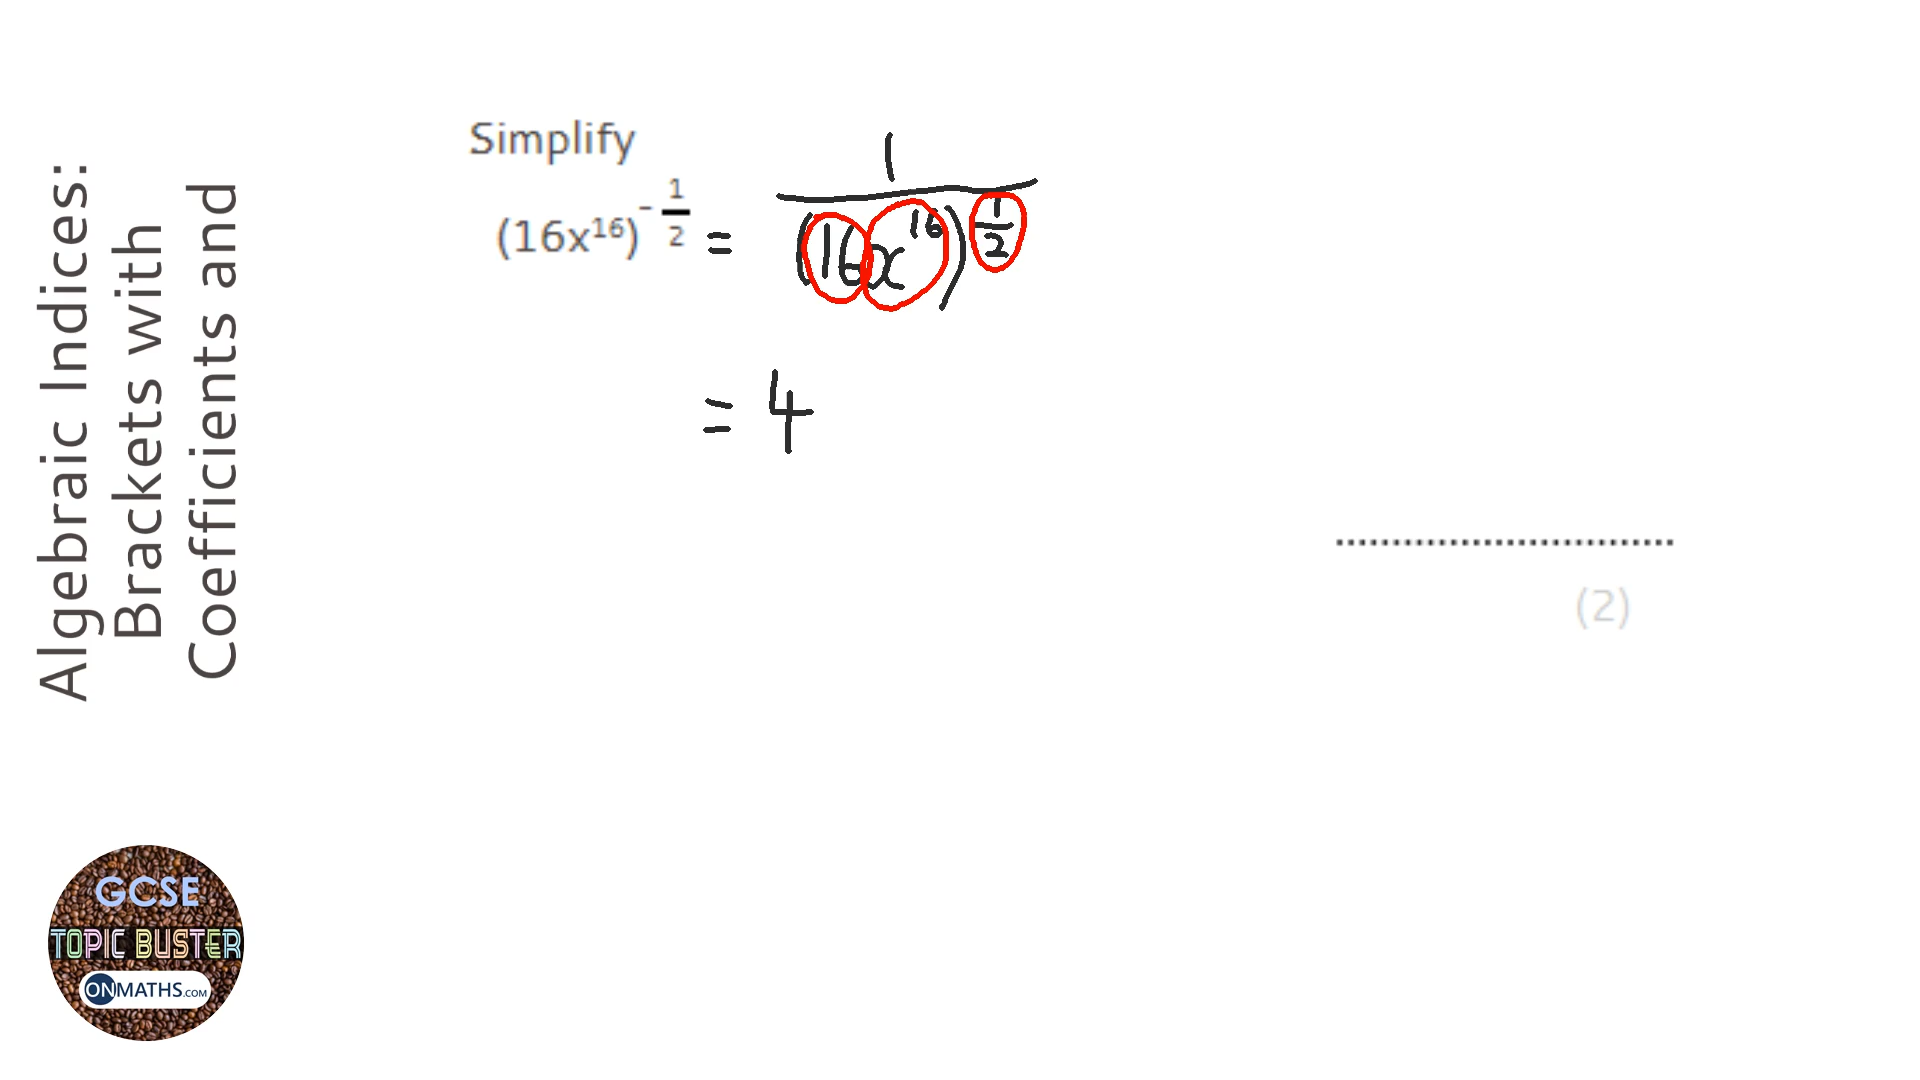 Algebraic Indices:
Brackets with
Coefficients and
Simplify
(16x¹⁶)^(-1/2) = 1/(16x¹⁶)^(1/2)
= 4
(2)
GCSE
TOPIC BUSTER
ONMATHS.COM